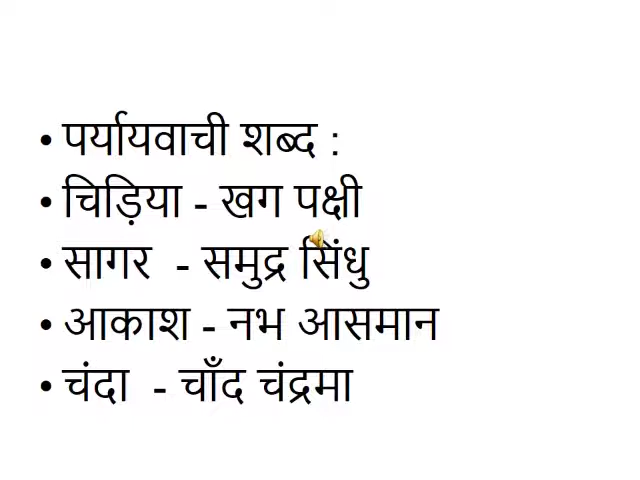 • पर्यायवाची शब्द :
• चिड़िया - खग पक्षी
• सागर - समुद्र सिंधु
• आकाश - नभ आसमान
• चंदा - चाँद चंद्रमा